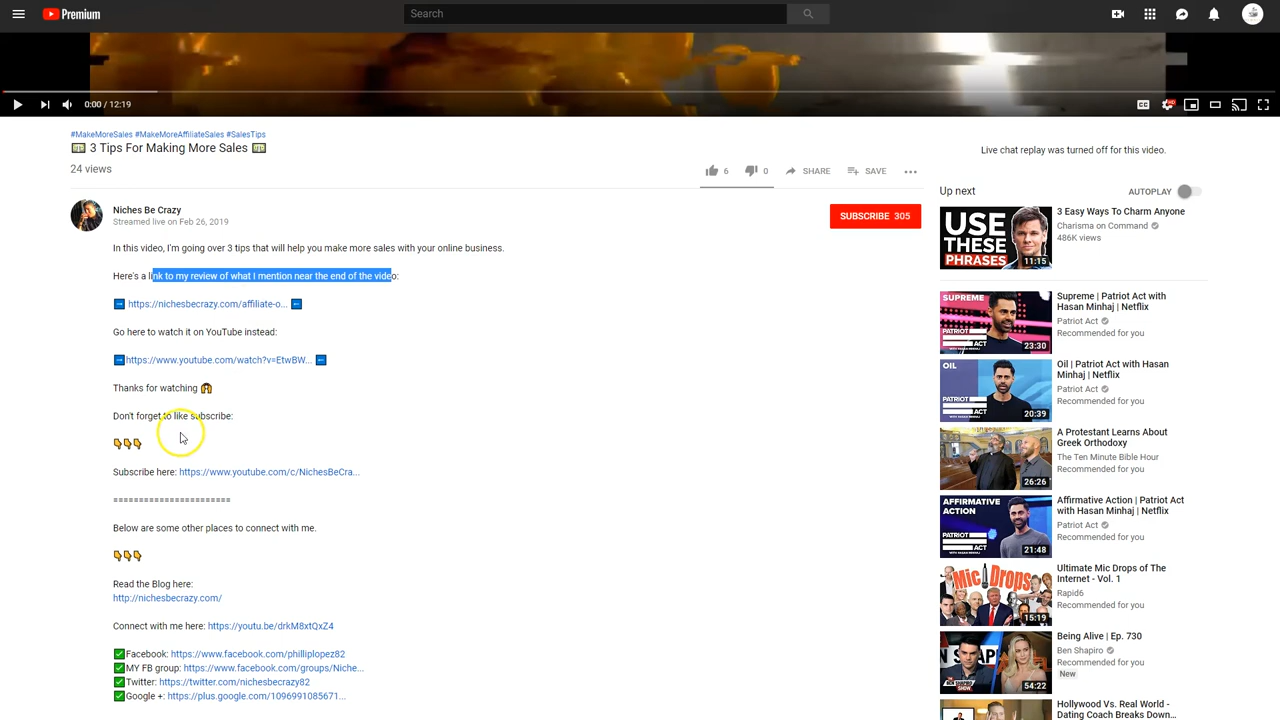 Premium
Search
0:00 / 12:19
#MakeMoreSales #MakeMoreAffiliateSales #SalesTips
3 Tips For Making More Sales
24 views
6
0
SHARE
SAVE
Niches Be Crazy
Streamed live on Feb 26, 2019
SUBSCRIBE 305
In this video, I'm going over 3 tips that will help you make more sales with your online business.
Here's a link to my review of what I mention near the end of the video:
https://nichesbecrazy.com/affiliate-o...
Go here to watch it on YouTube instead:
https://www.youtube.com/watch?v=EtwBW...
Thanks for watching
Don't forget to like subscribe:
Subscribe here: https://www.youtube.com/c/NichesBeCra...
=======================
Below are some other places to connect with me.
Read the Blog here:
http://nichesbecrazy.com/
Connect with me here: https://youtu.be/drkM8xtQxZ4
Facebook: https://www.facebook.com/philliplopez82
MY FB group: https://www.facebook.com/groups/Niche...
Twitter: https://twitter.com/nichesbecrazy82
Google +: https://plus.google.com/1096991085671...
Live chat replay was turned off for this video.
Up next
AUTOPLAY
USE
THESE
PHRASES
11:15
3 Easy Ways To Charm Anyone
Charisma on Command
486K views
SUPREME
PATRIOT
ACT
23:30
Supreme | Patriot Act with
Hasan Minhaj | Netflix
Patriot Act
Recommended for you
OIL
PATRIOT
ACT
20:39
Oil | Patriot Act with Hasan
Minhaj | Netflix
Patriot Act
Recommended for you
26:26
A Protestant Learns About
Greek Orthodoxy
The Ten Minute Bible Hour
Recommended for you
AFFIRMATIVE
ACTION
PATRIOT
ACT
21:48
Affirmative Action | Patriot Act
with Hasan Minhaj | Netflix
Patriot Act
Recommended for you
Mic Drops
15:19
Ultimate Mic Drops of The
Internet - Vol. 1
Rapid6
Recommended for you
54:22
Being Alive | Ep. 730
Ben Shapiro
Recommended for you
New
Hollywood Vs. Real World -
Dating Coach Breaks Down...